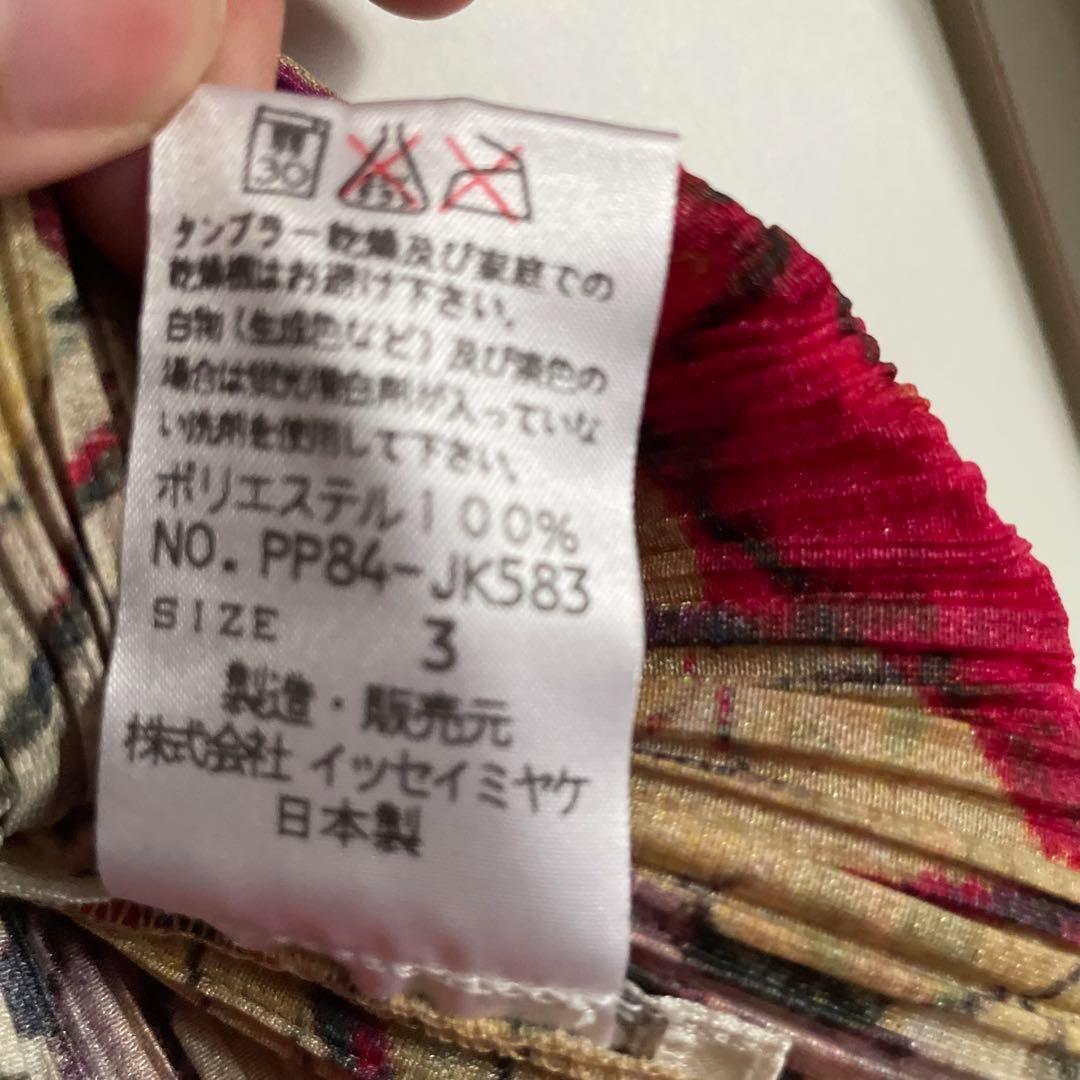 30
タンブラー乾燥及び家庭での
乾燥機はお避け下さい。
白物(生成色など)及び淡色の
場合は蛍光増白剤が入っていな
い洗剤を使用して下さい。
ポリエステル100%
NO. PP84-JK583
SIZE 3
製造・販売元
株式会社 イッセイミヤケ
日本製